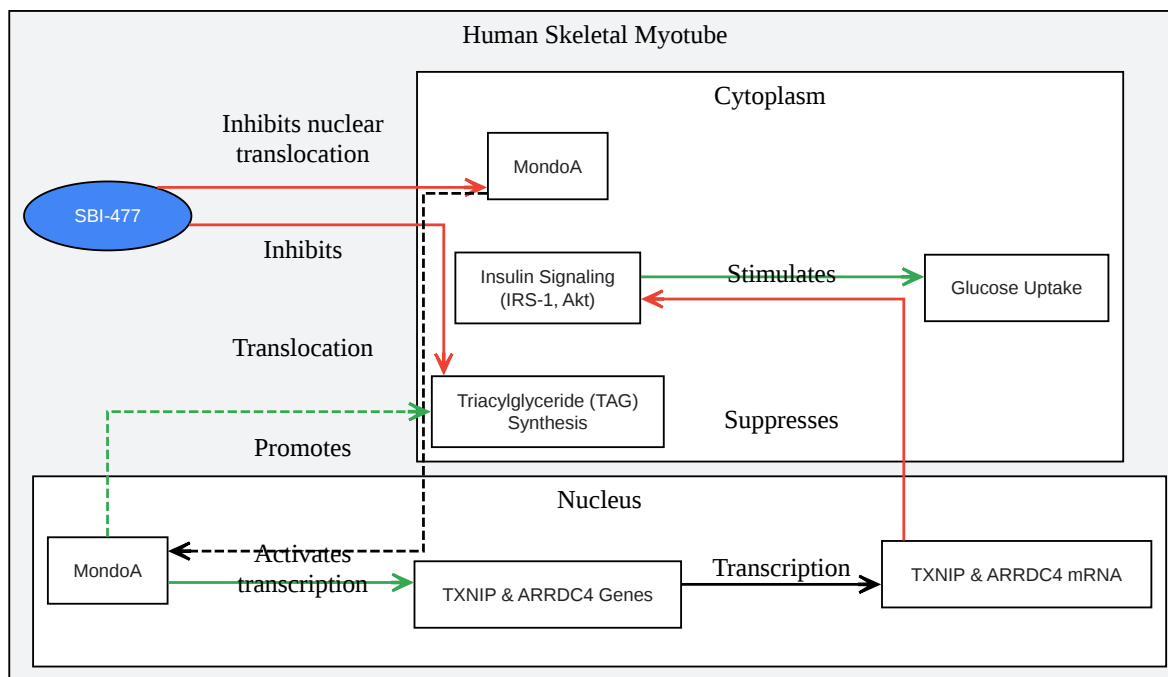 Human Skeletal Myotube
Cytoplasm
Inhibits nuclear
translocation
MondoA
SBI-477
Inhibits
Insulin Signaling
(IRS-1, Akt)
Stimulates
Glucose Uptake
Translocation
Triacylglyceride (TAG)
Synthesis
Suppresses
Promotes
Nucleus
MondoA
Activates
transcription
TXNIP & ARRDC4 Genes
Transcription
TXNIP & ARRDC4 mRNA